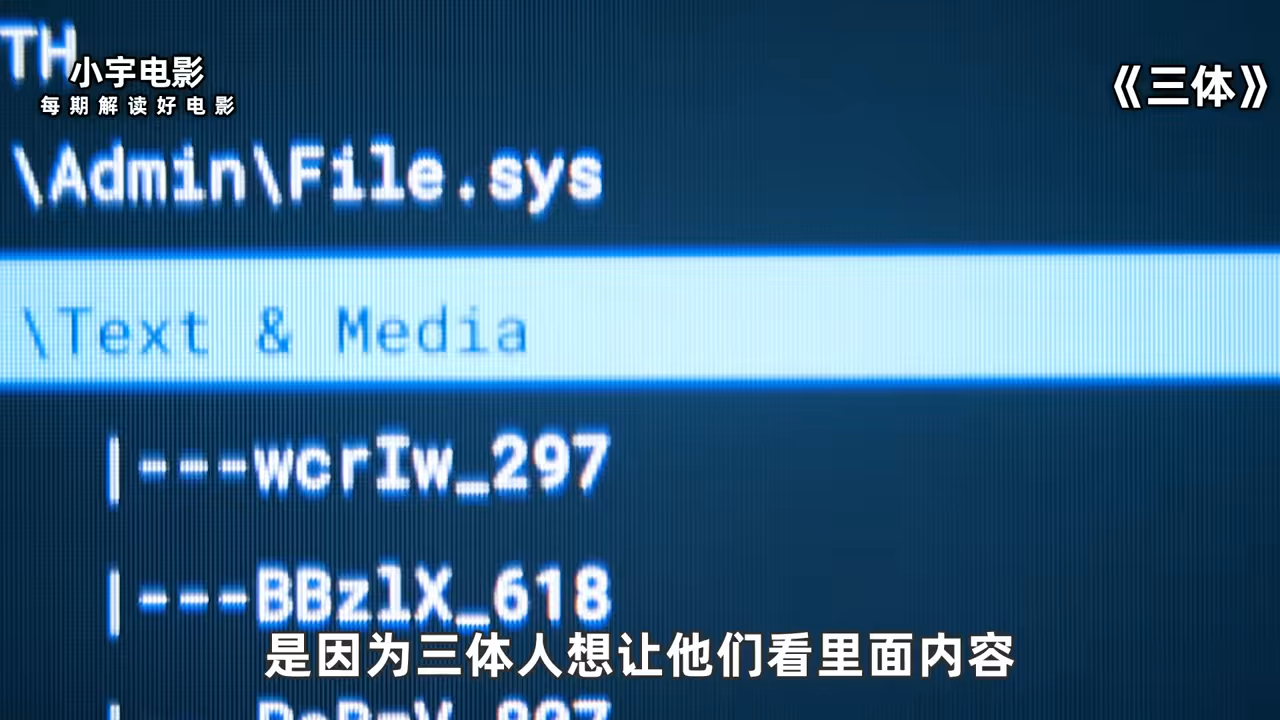 TH
小宇电影
每期解读好电影
《三体》
\Admin\File.sys
\Text & Media
|---wcrIw_297
|---BBzlX_618
是因为三体人想让他们看里面内容